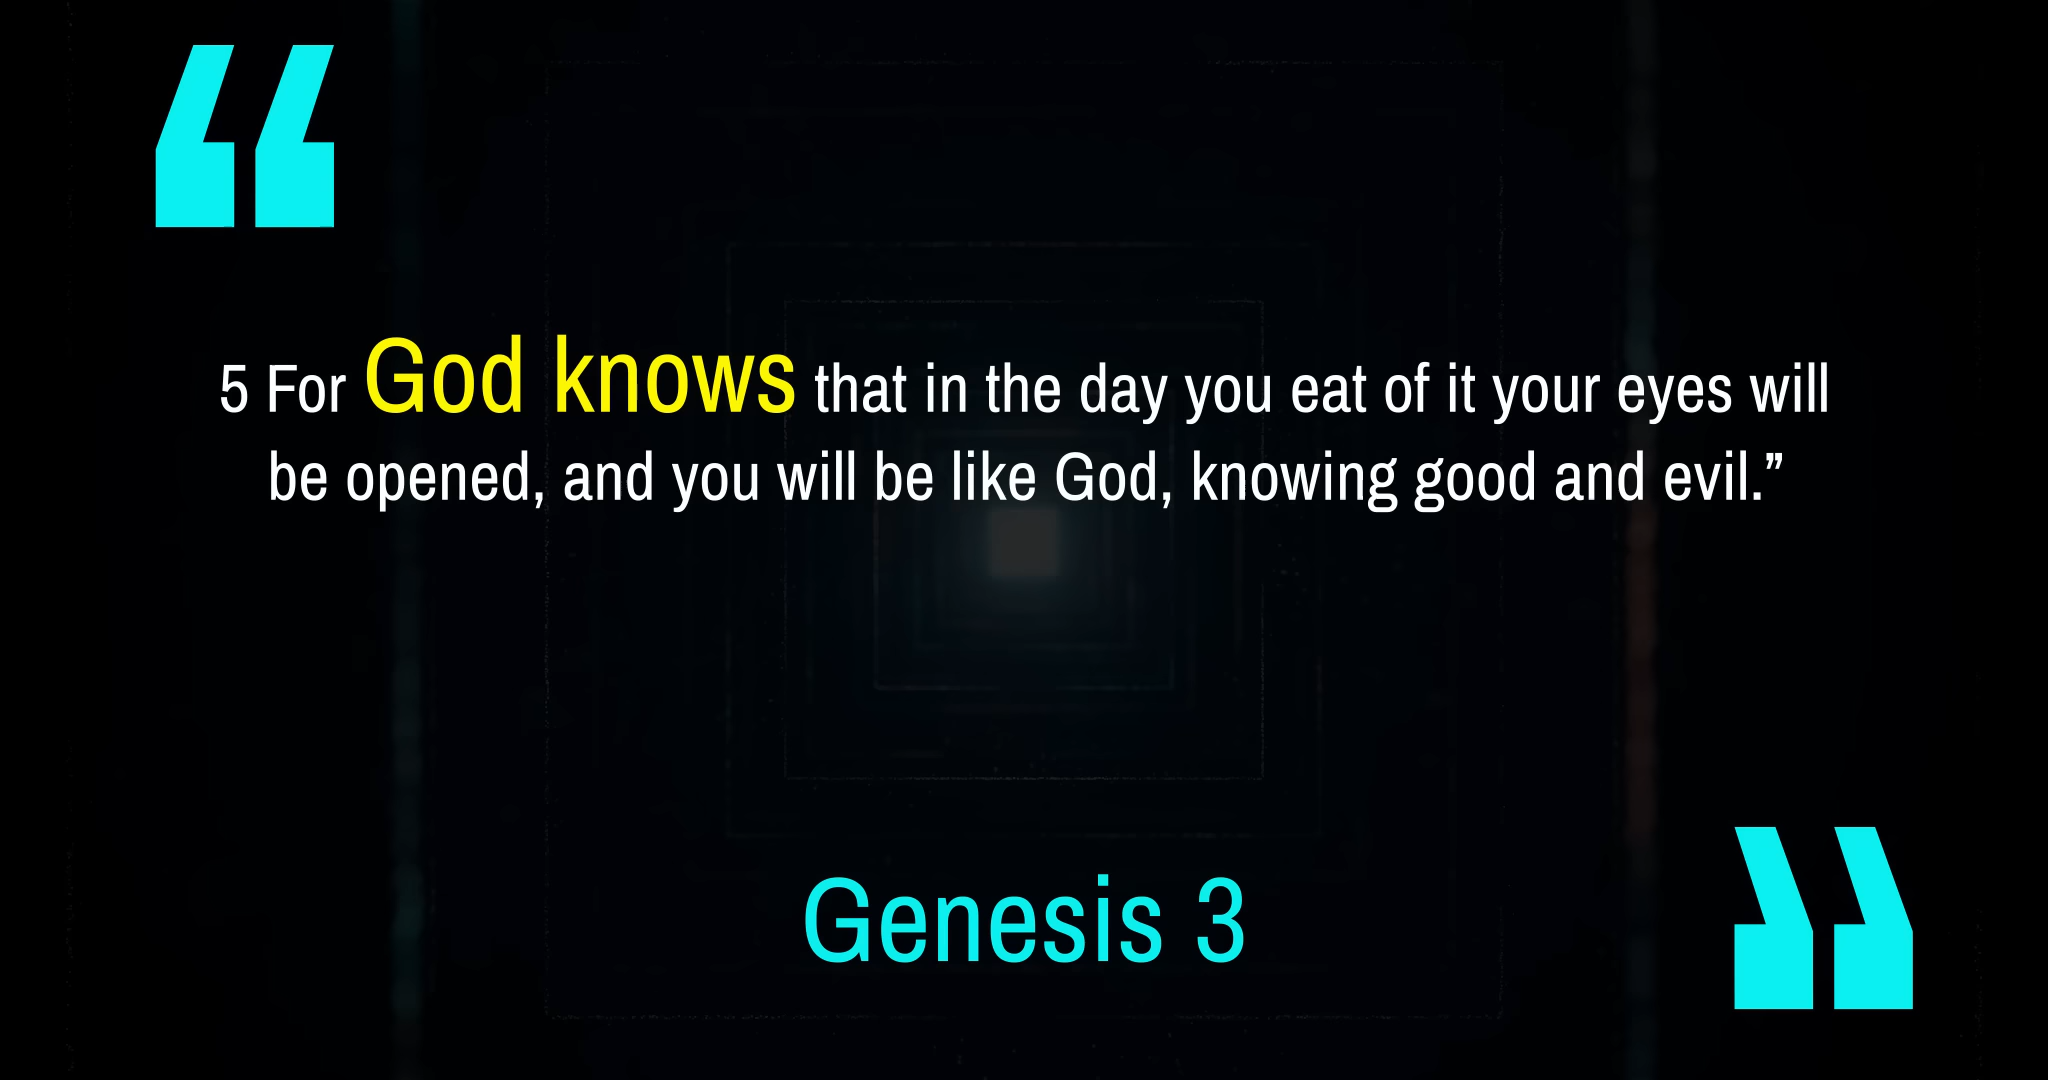 “
5 For God knows that in the day you eat of it your eyes will
be opened, and you will be like God, knowing good and evil.”
Genesis 3
”